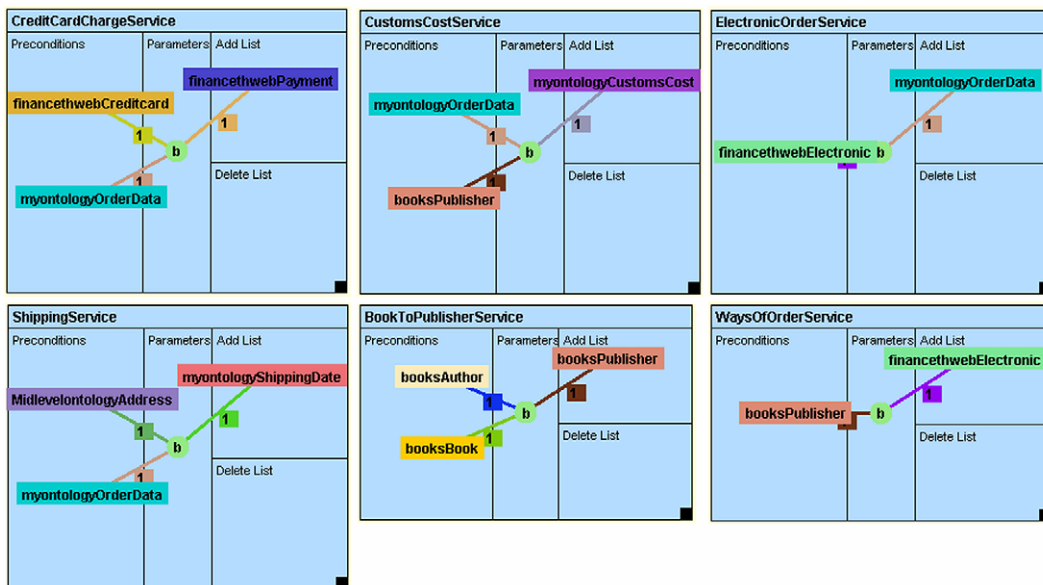 CreditCardChargeService
Preconditions Parameters Add List
financethwebPayment
financethwebCreditcard
1
1
b
1
Delete List
myontologyOrderData
CustomsCostService
Preconditions Parameters Add List
myontologyCustomsCost
myontologyOrderData
1
1
b
1
Delete List
booksPublisher
ElectronicOrderService
Preconditions Parameters Add List
myontologyOrderData
1
financethwebElectronic b
1
Delete List
ShippingService
Preconditions Parameters Add List
myontologyShippingDate
MidlevelontologyAddress
1
1
b
1
Delete List
myontologyOrderData
BookToPublisherService
Preconditions Parameters Add List
booksPublisher
booksAuthor
1
1
b
1
Delete List
booksBook
WaysOfOrderService
Preconditions Parameters Add List
financethwebElectronic
1
booksPublisher b
1
Delete List